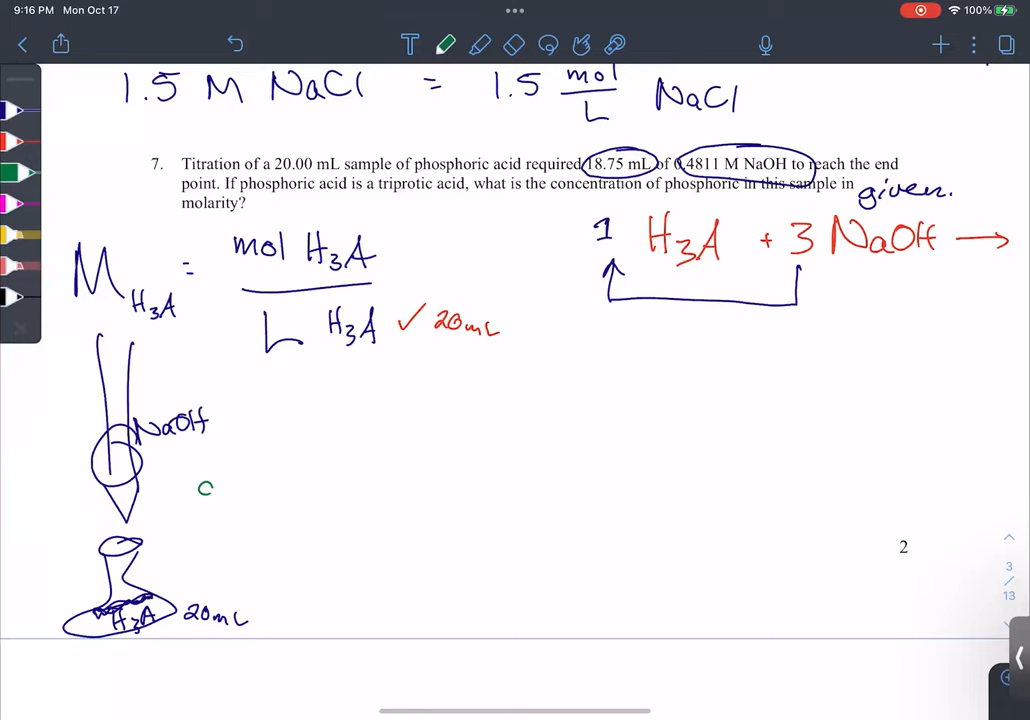 9:16 PM Mon Oct 17
100%
T
1.5 M NaCl = 1.5 mol/L NaCl
7. Titration of a 20.00 mL sample of phosphoric acid required 18.75 mL of 0.4811 M NaOH to reach the end
point. If phosphoric acid is a triprotic acid, what is the concentration of phosphoric in this sample in
molarity?
given.
1 H₃A + 3 NaOH →
M H₃A = mol H₃A
L H₃A ✓ 20mL
NaOH
C
2
3
/
13
H₃A 20mL